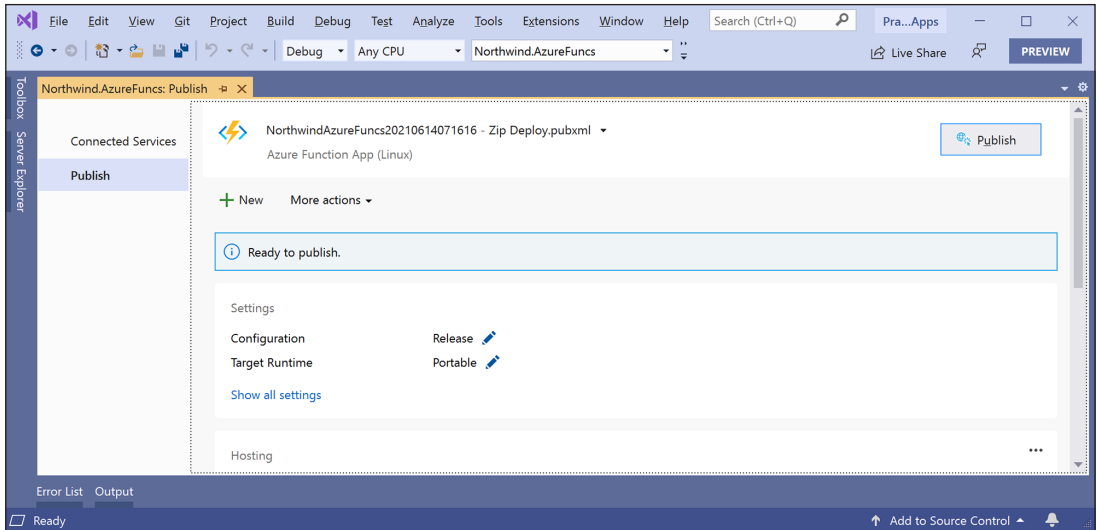 File Edit View Git Project Build Debug Test Analyze Tools Extensions Window Help Search (Ctrl+Q) Pra...Apps
Debug Any CPU Northwind.AzureFuncs Live Share PREVIEW
Toolbox
Server Explorer
Northwind.AzureFuncs: Publish
Connected Services
Publish
NorthwindAzureFuncs20210614071616 - Zip Deploy.pubxml
Azure Function App (Linux)
Publish
New More actions
Ready to publish.
Settings
Configuration Release
Target Runtime Portable
Show all settings
Hosting
Error List Output
Ready Add to Source Control